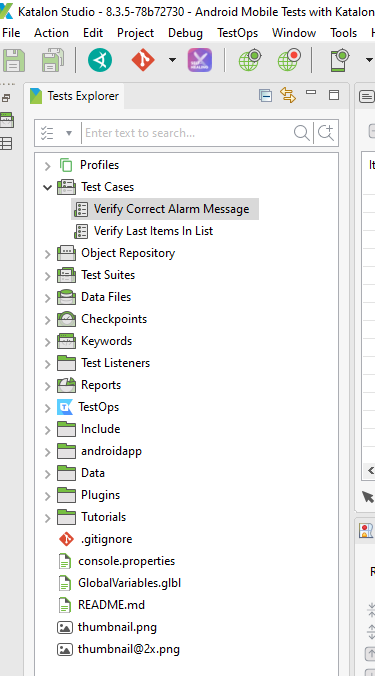 Katalon Studio - 8.3.5-78b72730 - Android Mobile Tests with Katalon
File Action Edit Project Debug TestOps Window Tools
Tests Explorer
Enter text to search...
Profiles
Test Cases
Verify Correct Alarm Message
Verify Last Items In List
Object Repository
Test Suites
Data Files
Checkpoints
Keywords
Test Listeners
Reports
TestOps
Include
androidapp
Data
Plugins
Tutorials
.gitignore
console.properties
GlobalVariables.glbl
README.md
thumbnail.png
thumbnail@2x.png